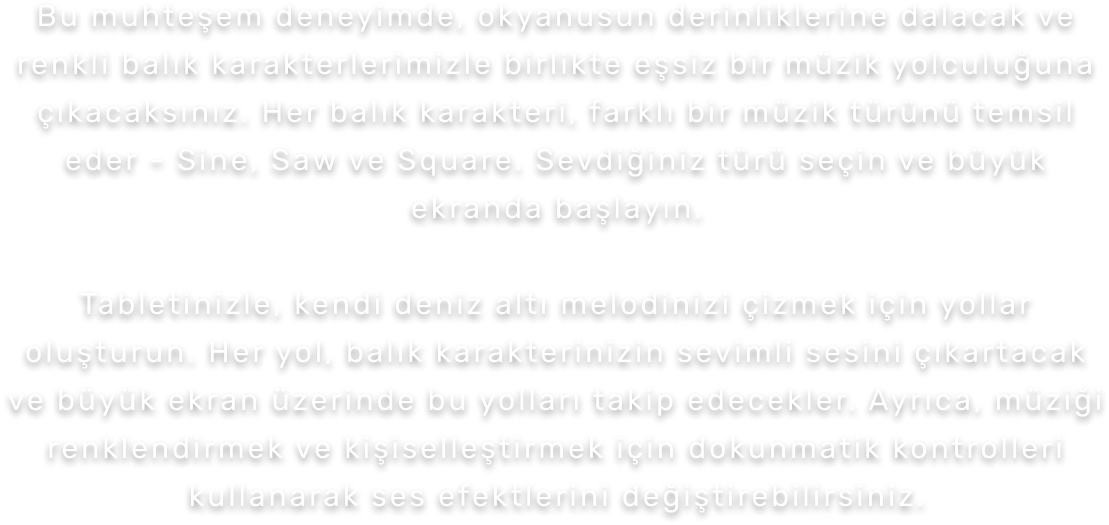 Bu muhteşem deneyimde, okyanusun derinliklerine dalacak ve
renkli balık karakterlerimizle birlikte eşsiz bir müzik yolculuğuna
çıkacaksınız. Her balık karakteri, farklı bir müzik türünü temsil
eder – Sine, Saw ve Square. Sevdiğiniz türü seçin ve büyük
ekranda başlayın.
Tabletinizle, kendi deniz altı melodinizi çizmek için yollar
oluşturun. Her yol, balık karakterinizin sevimli sesini çıkartacak
ve büyük ekran üzerinde bu yolları takip edecekler. Ayrıca, müziği
renklendirmek ve kişiselleştirmek için dokunmatik kontrolleri
kullanarak ses efektlerini değiştirebilirsiniz.